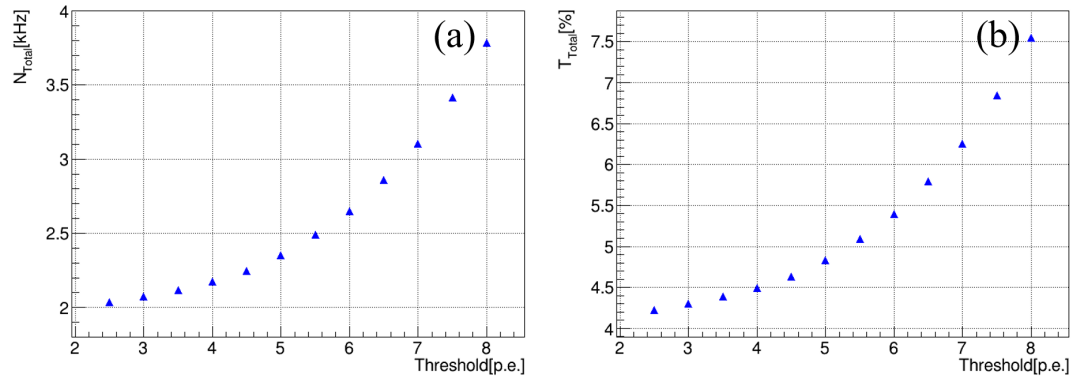 N_Total[kHz]
4
3.5
3
2.5
2
(a)
2 3 4 5 6 7 8
Threshold[p.e.]
T_Total[%]
7.5
7
6.5
6
5.5
5
4.5
4
(b)
2 3 4 5 6 7 8
Threshold[p.e.]